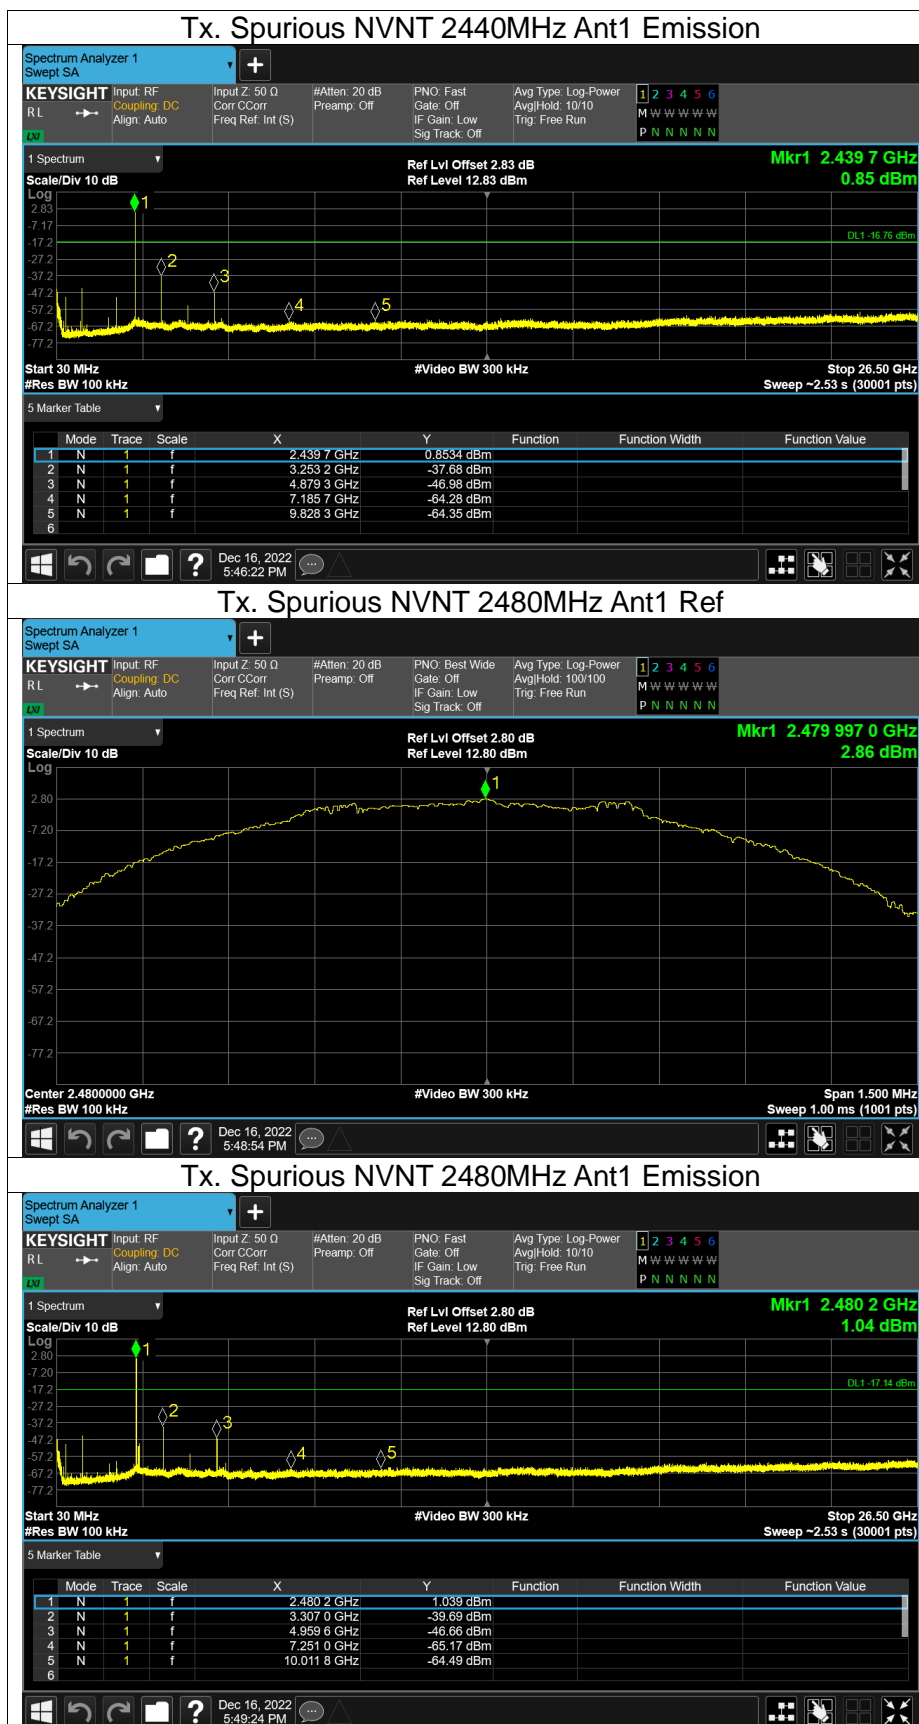 Tx. Spurious NVNT 2440MHz Ant1 Emission
Spectrum Analyzer 1
Swept SA
+
KEYSIGHT Input: RF Input Z: 50 Ω #Atten: 20 dB PNO: Fast Avg Type: Log-Power 1 2 3 4 5 6
R L Coupling: DC Corr CCorr Preamp: Off Gate: Off Avg|Hold: 10/10 M W W W W W
Align: Auto Freq Ref: Int (S) IF Gain: Low Trig: Free Run
LXI Sig Track: Off P N N N N N
1 Spectrum Ref Lvl Offset 2.83 dB Mkr1 2.439 7 GHz
Scale/Div 10 dB Ref Level 12.83 dBm 0.85 dBm
Log
1
2.83
-7.17
-17.2 DL1 -16.76 dBm
-27.2 2
-37.2 3
-47.2
-57.2 4 5
-67.2
-77.2
Start 30 MHz #Video BW 300 kHz Stop 26.50 GHz
#Res BW 100 kHz Sweep ~2.53 s (30001 pts)
5 Marker Table
Mode Trace Scale X Y Function Function Width Function Value
1 N 1 f 2.439 7 GHz 0.8534 dBm
2 N 1 f 3.253 2 GHz -37.68 dBm
3 N 1 f 4.879 3 GHz -46.98 dBm
4 N 1 f 7.185 7 GHz -64.28 dBm
5 N 1 f 9.828 3 GHz -64.35 dBm
6
? Dec 16, 2022
5:46:22 PM
Tx. Spurious NVNT 2480MHz Ant1 Ref
Spectrum Analyzer 1
Swept SA
+
KEYSIGHT Input: RF Input Z: 50 Ω #Atten: 20 dB PNO: Best Wide Avg Type: Log-Power 1 2 3 4 5 6
R L Coupling: DC Corr CCorr Preamp: Off Gate: Off Avg|Hold: 100/100 M W W W W W
Align: Auto Freq Ref: Int (S) IF Gain: Low Trig: Free Run
LXI Sig Track: Off P N N N N N
1 Spectrum Ref Lvl Offset 2.80 dB Mkr1 2.479 997 0 GHz
Scale/Div 10 dB Ref Level 12.80 dBm 2.86 dBm
Log
1
2.80
-7.20
-17.2
-27.2
-37.2
-47.2
-57.2
-67.2
-77.2
Center 2.4800000 GHz #Video BW 300 kHz Span 1.500 MHz
#Res BW 100 kHz Sweep 1.00 ms (1001 pts)
? Dec 16, 2022
5:48:54 PM
Tx. Spurious NVNT 2480MHz Ant1 Emission
Spectrum Analyzer 1
Swept SA
+
KEYSIGHT Input: RF Input Z: 50 Ω #Atten: 20 dB PNO: Fast Avg Type: Log-Power 1 2 3 4 5 6
R L Coupling: DC Corr CCorr Preamp: Off Gate: Off Avg|Hold: 10/10 M W W W W W
Align: Auto Freq Ref: Int (S) IF Gain: Low Trig: Free Run
LXI Sig Track: Off P N N N N N
1 Spectrum Ref Lvl Offset 2.80 dB Mkr1 2.480 2 GHz
Scale/Div 10 dB Ref Level 12.80 dBm 1.04 dBm
Log
1
2.80
-7.20
-17.2 DL1 -17.14 dBm
-27.2
-37.2 2 3
-47.2
-57.2 4 5
-67.2
-77.2
Start 30 MHz #Video BW 300 kHz Stop 26.50 GHz
#Res BW 100 kHz Sweep ~2.53 s (30001 pts)
5 Marker Table
Mode Trace Scale X Y Function Function Width Function Value
1 N 1 f 2.480 2 GHz 1.039 dBm
2 N 1 f 3.307 0 GHz -39.69 dBm
3 N 1 f 4.959 6 GHz -46.66 dBm
4 N 1 f 7.251 0 GHz -65.17 dBm
5 N 1 f 10.011 8 GHz -64.49 dBm
6
? Dec 16, 2022
5:49:24 PM